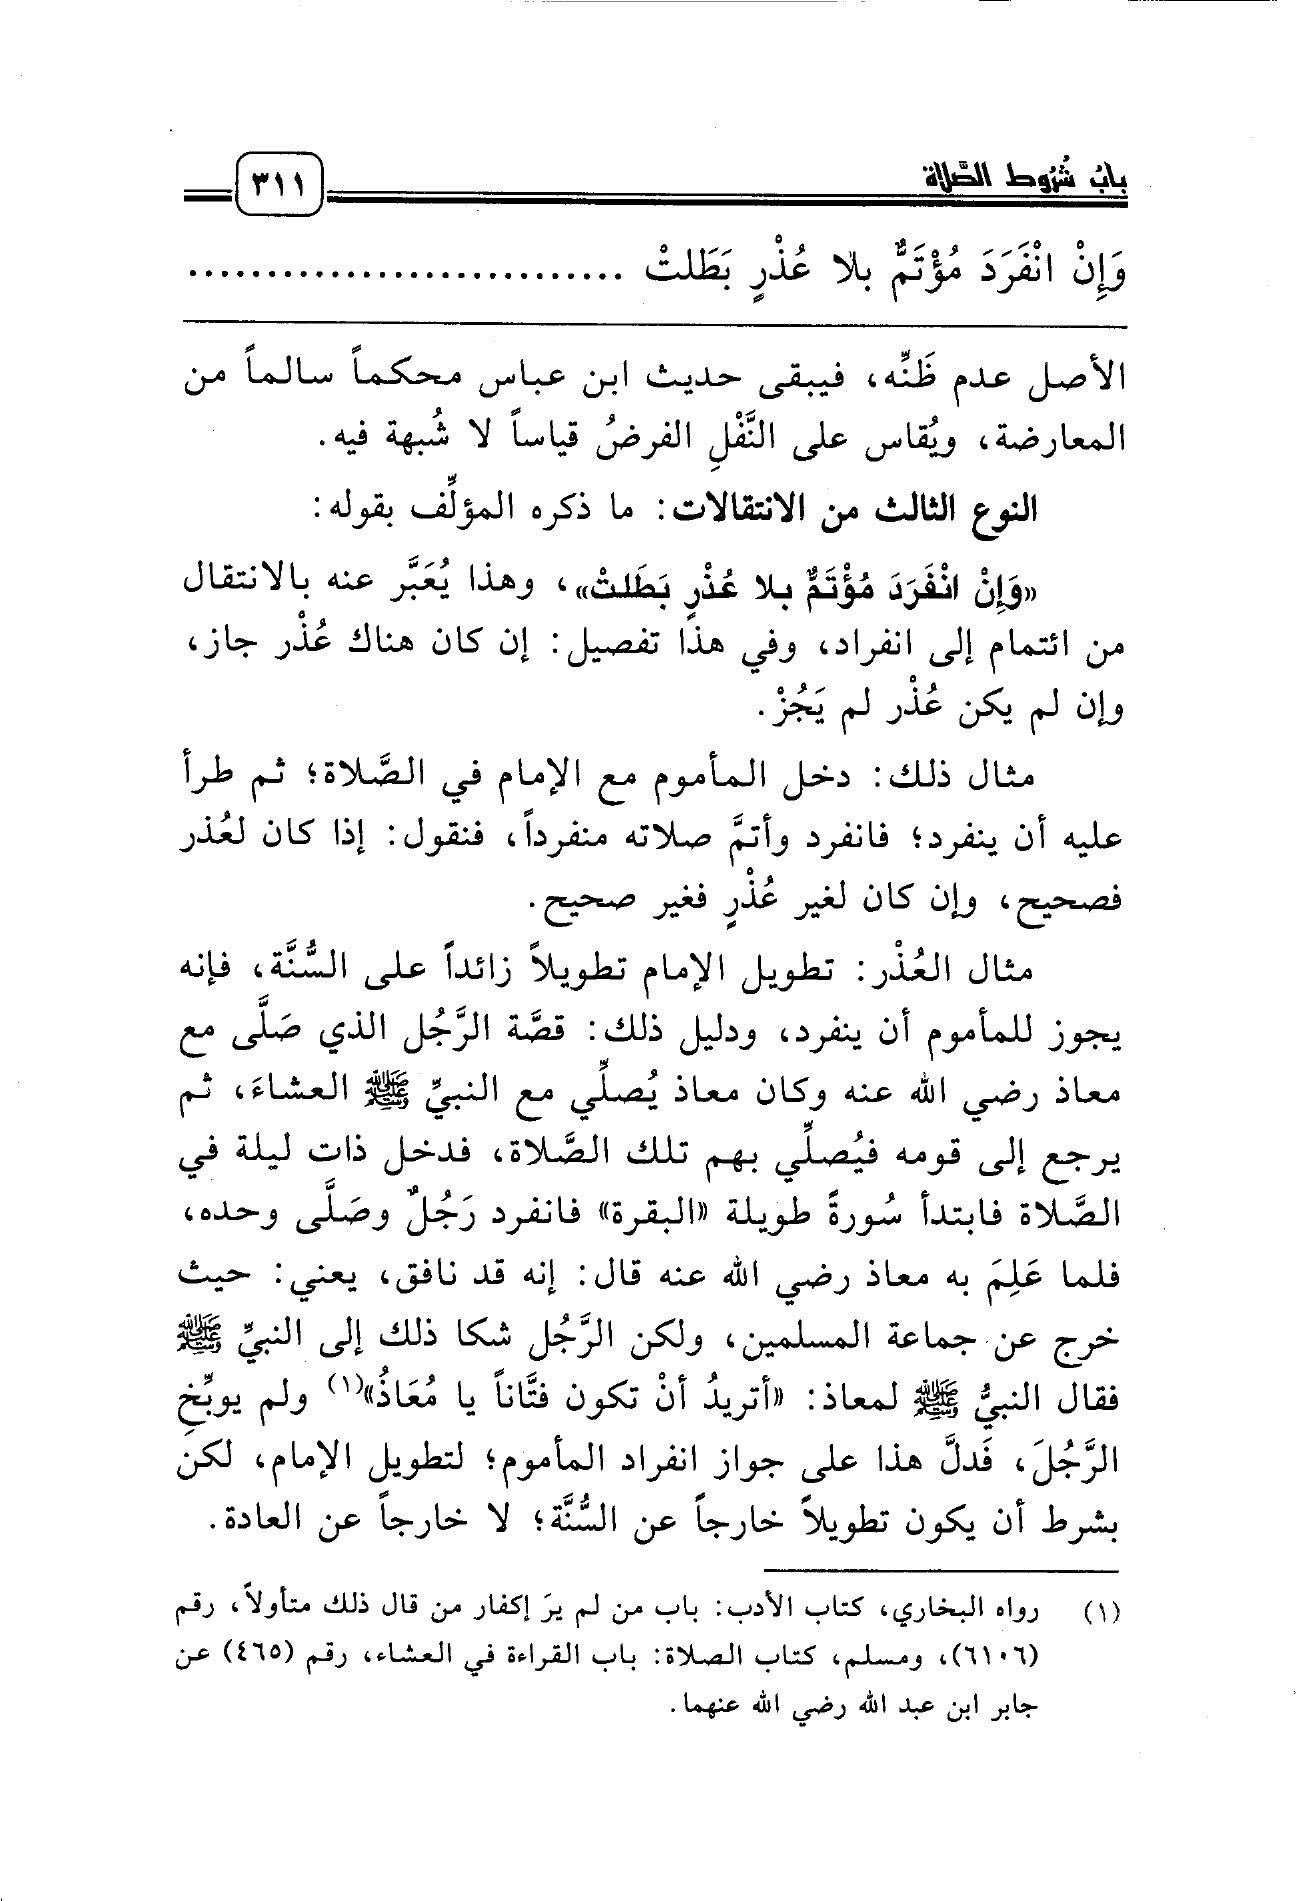 باب شُرُوط الصَّلاة
٣١١
وَإِنْ انْفَرَدَ مُؤْتَمٌّ بلا عُذْرٍ بَطَلتْ ............................
الأصل عدم ظَنِّه، فيبقى حديث ابن عباس محكماً سالماً من
المعارضة، ويُقاس على النَّفْلِ الفرضُ قياساً لا شُبهة فيه.
النوع الثالث من الانتقالات: ما ذكره المؤلِّف بقوله:
«وَإِنْ انْفَرَدَ مُؤْتَمٌّ بلا عُذْرٍ بَطَلتْ»، وهذا يُعَبَّر عنه بالانتقال
من ائتمام إلى انفراد، وفي هذا تفصيل: إن كان هناك عُذْر جاز،
وإن لم يكن عُذْر لم يَجُزْ.
مثال ذلك: دخل المأموم مع الإمام في الصَّلاة؛ ثم طرأ
عليه أن ينفرد؛ فانفرد وأتمَّ صلاته منفرداً، فنقول: إذا كان لعُذر
فصحيح، وإن كان لغير عُذْرٍ فغير صحيح.
مثال العُذْر: تطويل الإمام تطويلاً زائداً على السُّنَّة، فإنه
يجوز للمأموم أن ينفرد، ودليل ذلك: قصَّة الرَّجُل الذي صَلَّى مع
معاذ رضي الله عنه وكان معاذ يُصلِّي مع النبيِّ ﷺ العشاءَ، ثم
يرجع إلى قومه فيُصلِّي بهم تلك الصَّلاة، فدخل ذات ليلة في
الصَّلاة فابتدأ سُورةً طويلة «البقرة» فانفرد رَجُلٌ وصَلَّى وحده،
فلما عَلِمَ به معاذ رضي الله عنه قال: إنه قد نافق، يعني: حيث
خرج عن جماعة المسلمين، ولكن الرَّجُل شكا ذلك إلى النبيِّ ﷺ
فقال النبيُّ ﷺ لمعاذ: «أتريدُ أنْ تكون فتَّاناً يا مُعَاذُ»(١) ولم يوبِّخِ
الرَّجُلَ، فَدلَّ هذا على جواز انفراد المأموم؛ لتطويل الإمام، لكن
بشرط أن يكون تطويلاً خارجاً عن السُّنَّة؛ لا خارجاً عن العادة.
(١) رواه البخاري، كتاب الأدب: باب من لم يرَ إكفار من قال ذلك متأولاً، رقم
(٦١٠٦)، ومسلم، كتاب الصلاة: باب القراءة في العشاء، رقم (٤٦٥) عن
جابر ابن عبد الله رضي الله عنهما.